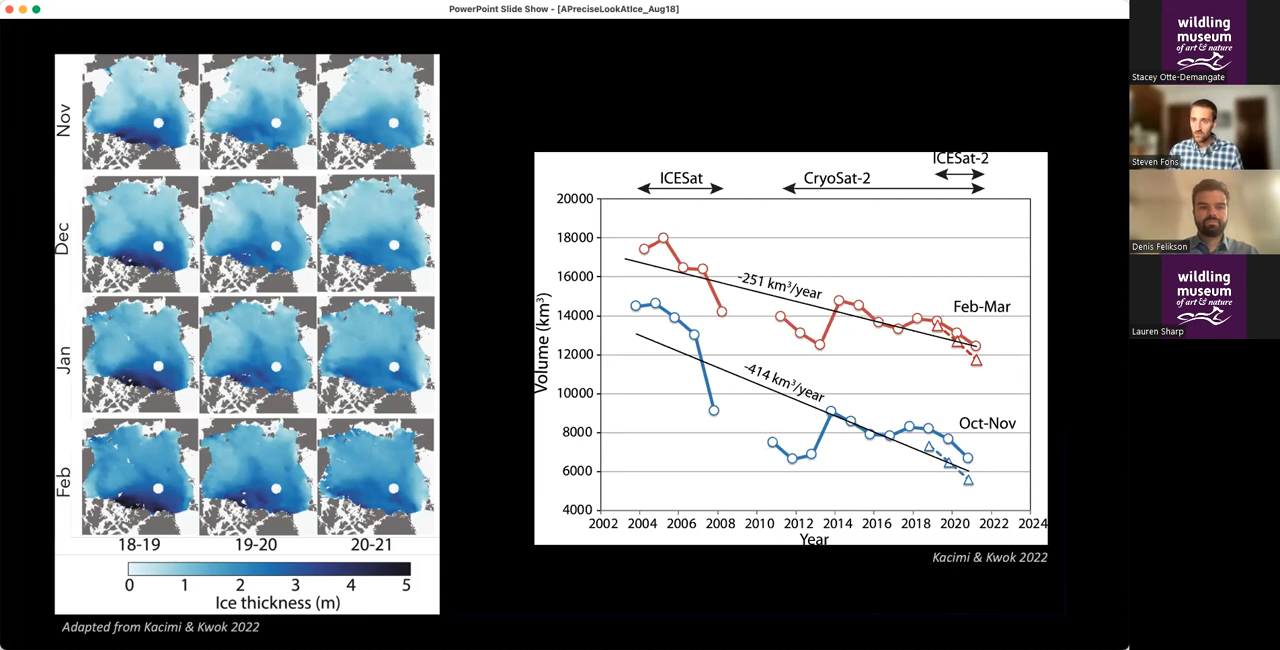 PowerPoint Slide Show - [APreciseLookAtIce_Aug18]
Nov
Dec
Jan
Feb
18-19
19-20
20-21
0 1 2 3 4 5
Ice thickness (m)
Adapted from Kacimi & Kwok 2022
ICESat-2
ICESat
CryoSat-2
20000
18000
16000
14000
12000
10000
8000
6000
4000
Volume (km³)
-251 km³/year
Feb-Mar
-414 km³/year
Oct-Nov
2002 2004 2006 2008 2010 2012 2014 2016 2018 2020 2022 2024
Year
Kacimi & Kwok 2022
wildling
museum
of art & nature
Stacey Otte-Demangate
Steven Fons
Denis Felikson
wildling
museum
of art & nature
Lauren Sharp